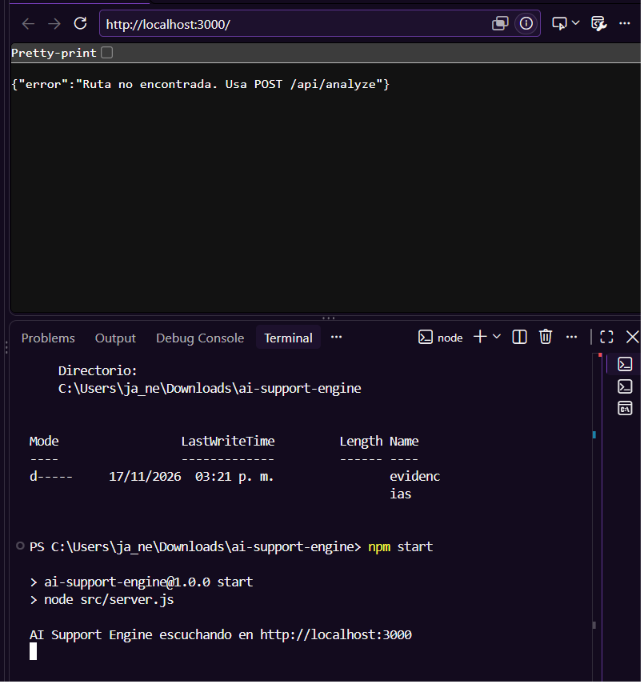 http://localhost:3000/
Pretty-print
{"error":"Ruta no encontrada. Usa POST /api/analyze"}
Problems Output Debug Console Terminal ··· node
Directorio:
C:\Users\ja_ne\Downloads\ai-support-engine
Mode LastWriteTime Length Name
---- ------------- ------ ----
d----- 17/11/2026 03:21 p. m. evidenc
ias
PS C:\Users\ja_ne\Downloads\ai-support-engine> npm start
> ai-support-engine@1.0.0 start
> node src/server.js
AI Support Engine escuchando en http://localhost:3000